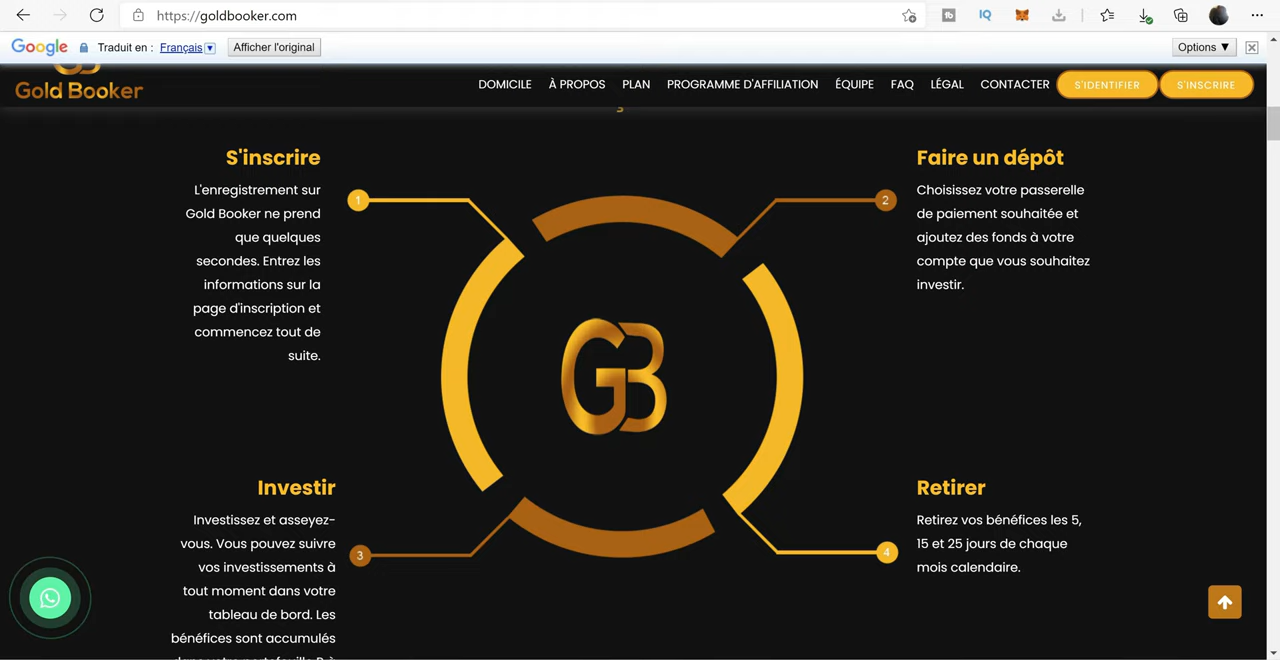 https://goldbooker.com
Google Traduit en : Français Afficher l'original Options ▼
Gold Booker
DOMICILE À PROPOS PLAN PROGRAMME D'AFFILIATION ÉQUIPE FAQ LÉGAL CONTACTER S'IDENTIFIER S'INSCRIRE
S'inscrire
L'enregistrement sur
Gold Booker ne prend
que quelques
secondes. Entrez les
informations sur la
page d'inscription et
commencez tout de
suite.
1
2
Faire un dépôt
Choisissez votre passerelle
de paiement souhaitée et
ajoutez des fonds à votre
compte que vous souhaitez
investir.
GB
Investir
Investissez et asseyez-
vous. Vous pouvez suivre
vos investissements à
tout moment dans votre
tableau de bord. Les
bénéfices sont accumulés
3
4
Retirer
Retirez vos bénéfices les 5,
15 et 25 jours de chaque
mois calendaire.